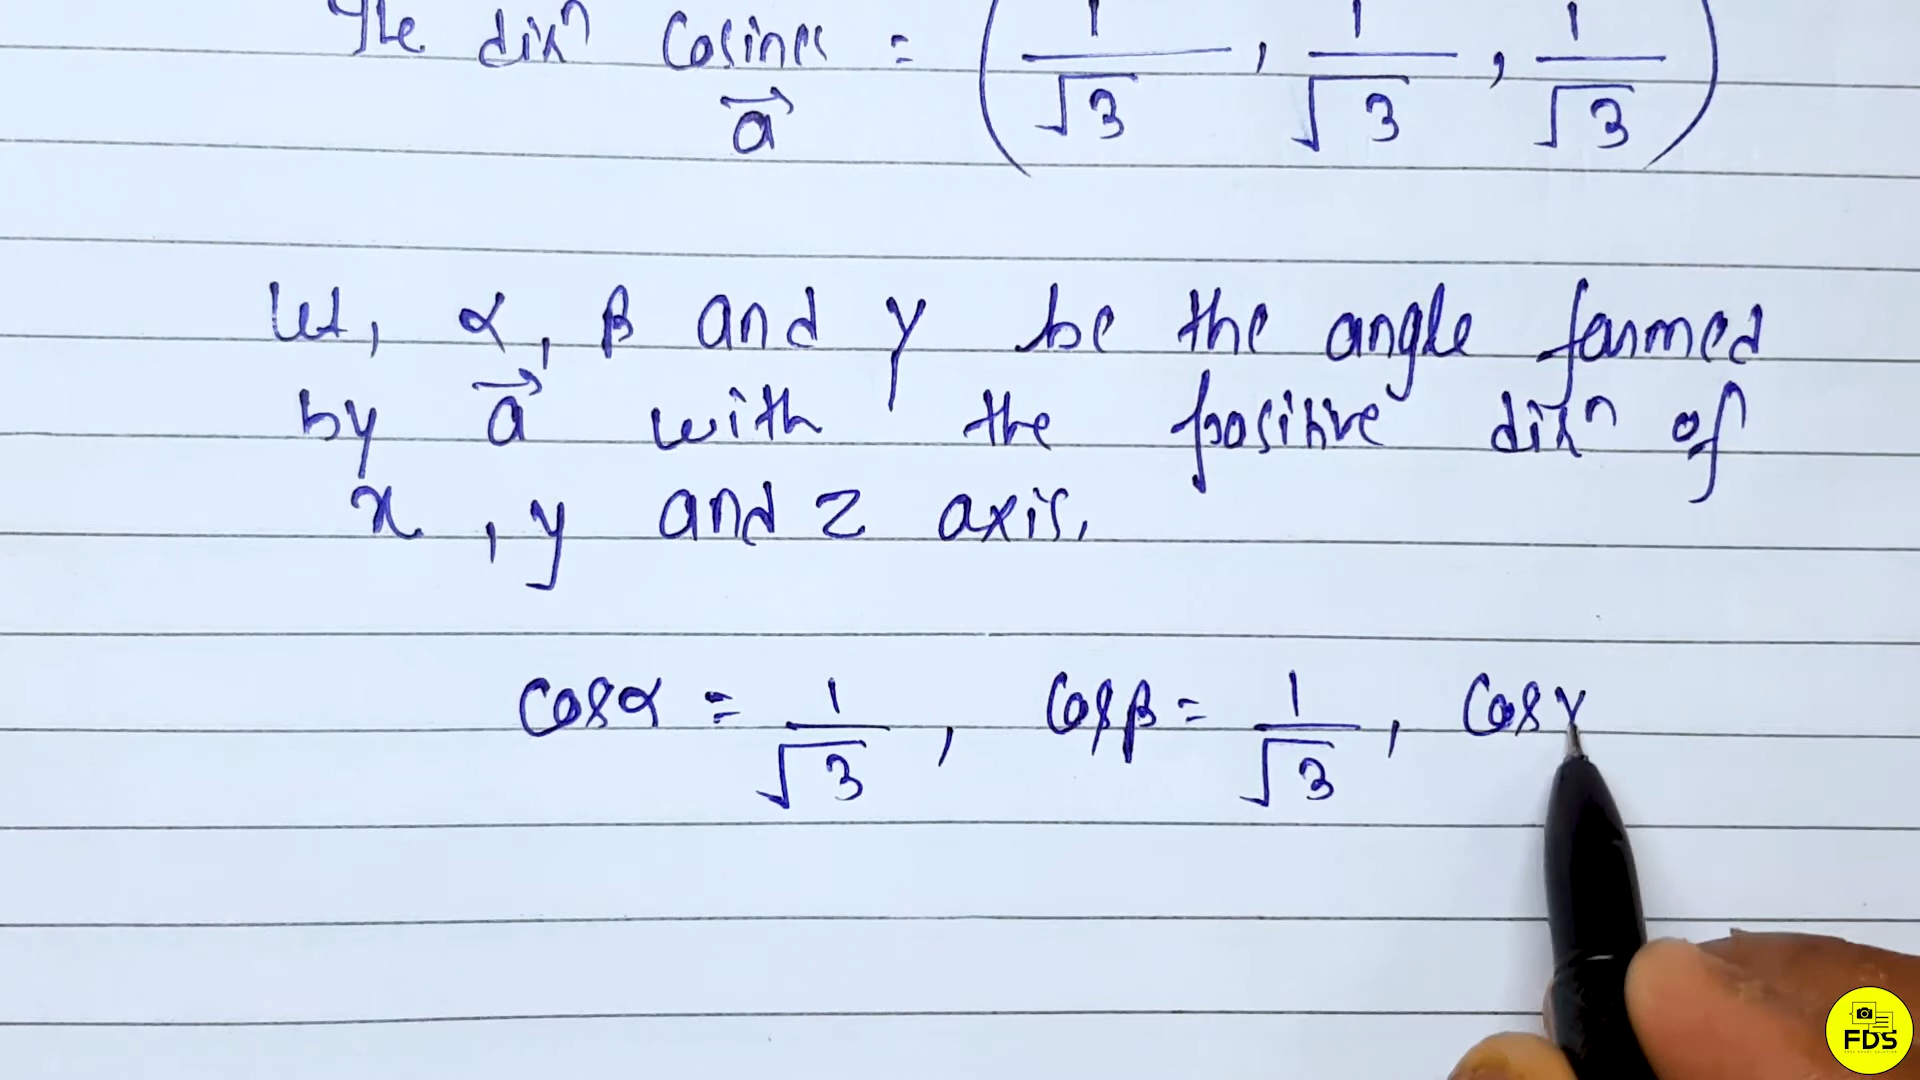 The dirⁿ Cosines = (1/√3, 1/√3, 1/√3)
a⃗
Let, α, β and γ be the angle formed
by a⃗ with the positive dirⁿ of
x, y and z axis.
Cosα = 1/√3, Cosβ = 1/√3, Cosγ
FDS